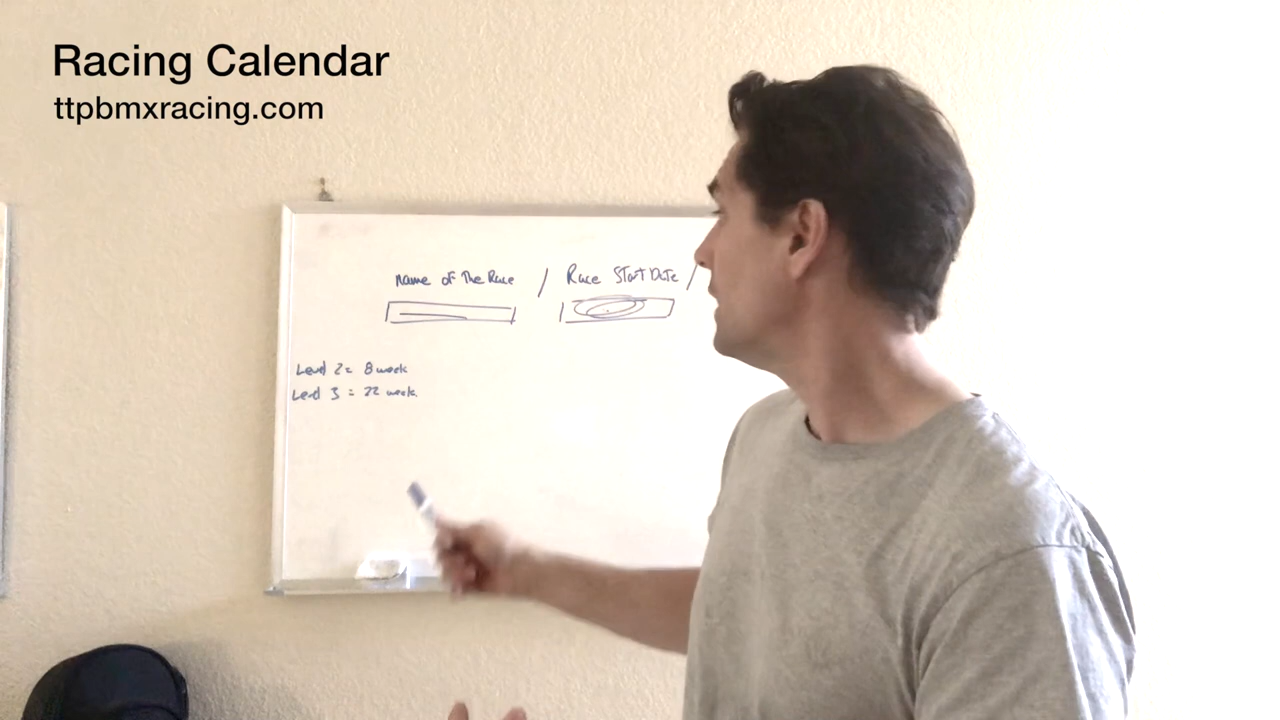 Racing Calendar
ttpbmxracing.com
Name of The Race / Race Start Date /
Level 2 = 8 week
Level 3 = 22 week.